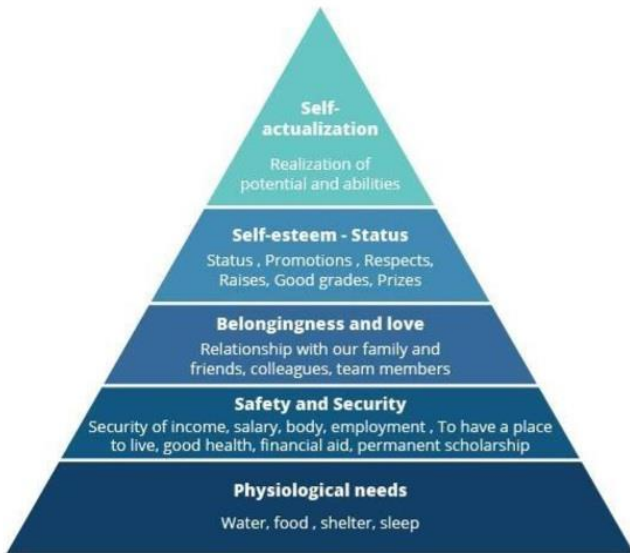 Self-
actualization
Realization of
potential and abilities
Self-esteem - Status
Status , Promotions , Respects,
Raises, Good grades, Prizes
Belongingness and love
Relationship with our family and
friends, colleagues, team members
Safety and Security
Security of income, salary, body, employment , To have a place
to live, good health, financial aid, permanent scholarship
Physiological needs
Water, food , shelter, sleep